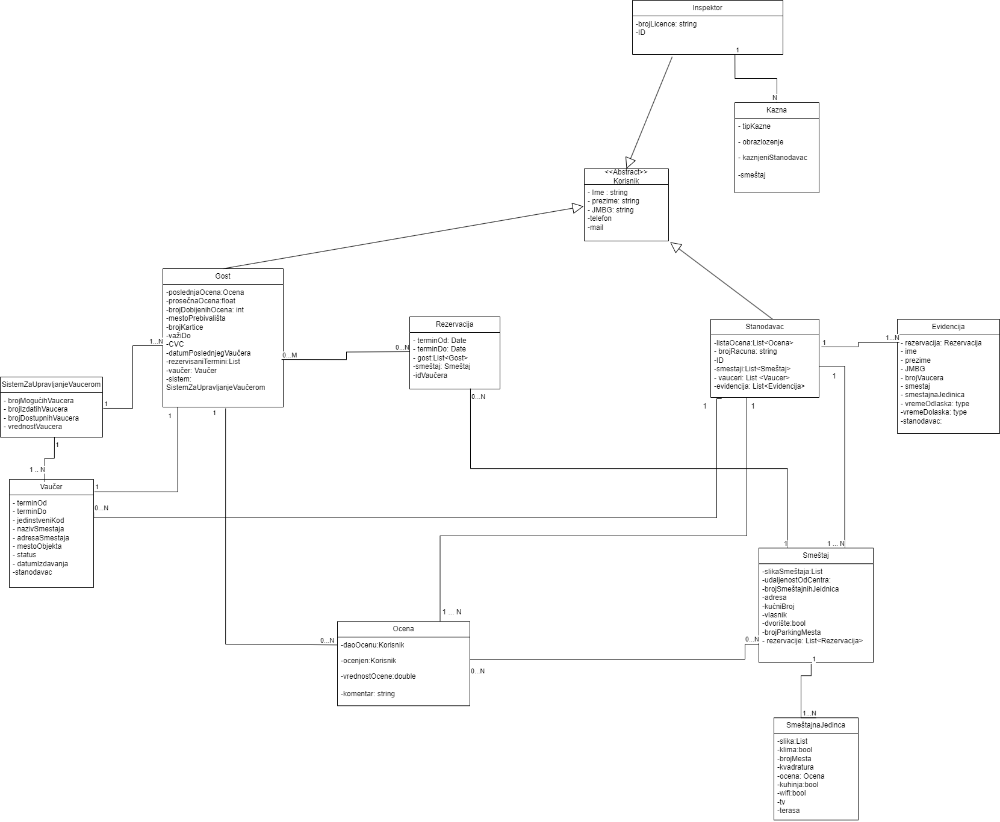 Inspektor
-brojLicence: string
-ID
1
N
Kazna
- tipKazne
- obrazlozenje
- kaznjeniStanodavac
-smeštaj
<<Abstract>>
Korisnik
- Ime : string
- prezime: string
- JMBG: string
-telefon
-mail
Gost
-poslednjaOcena:Ocena
-prosečnaOcena:float
-brojDobijenihOcena: int
-mestoPrebivališta
-brojKartice
-važiDo
-CVC
-datumPoslednjegVaučera
-rezervisaniTermini:List
-vaučer: Vaučer
-sistem:
SistemZaUpravljanjeVaučerom
1...N
0...M
1
1
Rezervacija
- terminOd: Date
- terminDo: Date
- gost:List<Gost>
-smeštaj: Smeštaj
-idVaučera
0...N
0...N
Stanodavac
-listaOcena:List<Ocena>
- brojRacuna: string
-ID
-smestaji:List<Smeštaj>
- vauceri: List <Vaucer>
-evidencija: List<Evidencija>
1
1
1
1
Evidencija
1...N
- rezervacija: Rezervacija
- ime
- prezime
- JMBG
- brojVaucera
- smestaj
- smestajnaJedinica
- vremeOdlaska: type
-vremeDolaska: type
-stanodavac:
SistemZaUpravljanjeVaucerom
- brojMogućihVaucera
- brojIzdatihVaucera
- brojDostupnihVaucera
- vrednostVaucera
1
1
1 .. N
Vaučer
- terminOd
- terminDo
- jedinstveniKod
- nazivSmestaja
- adresaSmestaja
- mestoObjekta
- status
- datumIzdavanja
-stanodavac
1
0...N
1
1 ... N
Smeštaj
-slikaSmeštaja:List
-udaljenostOdCentra:
-brojSmeštajnihJeidnica
-adresa
-kućniBroj
-vlasnik
-dvorište:bool
-brojParkingMesta
- rezervacije: List<Rezervacija>
0...N
1
1 ... N
0...N
Ocena
-daoOcenu:Korisnik
-ocenjen:Korisnik
-vrednostOcene:double
-komentar: string
0...N
1...N
SmeštajnaJedinca
-slika:List
-klima:bool
-brojMesta
-kvadratura
-ocena: Ocena
-kuhinja:bool
-wifi:bool
-tv
-terasa